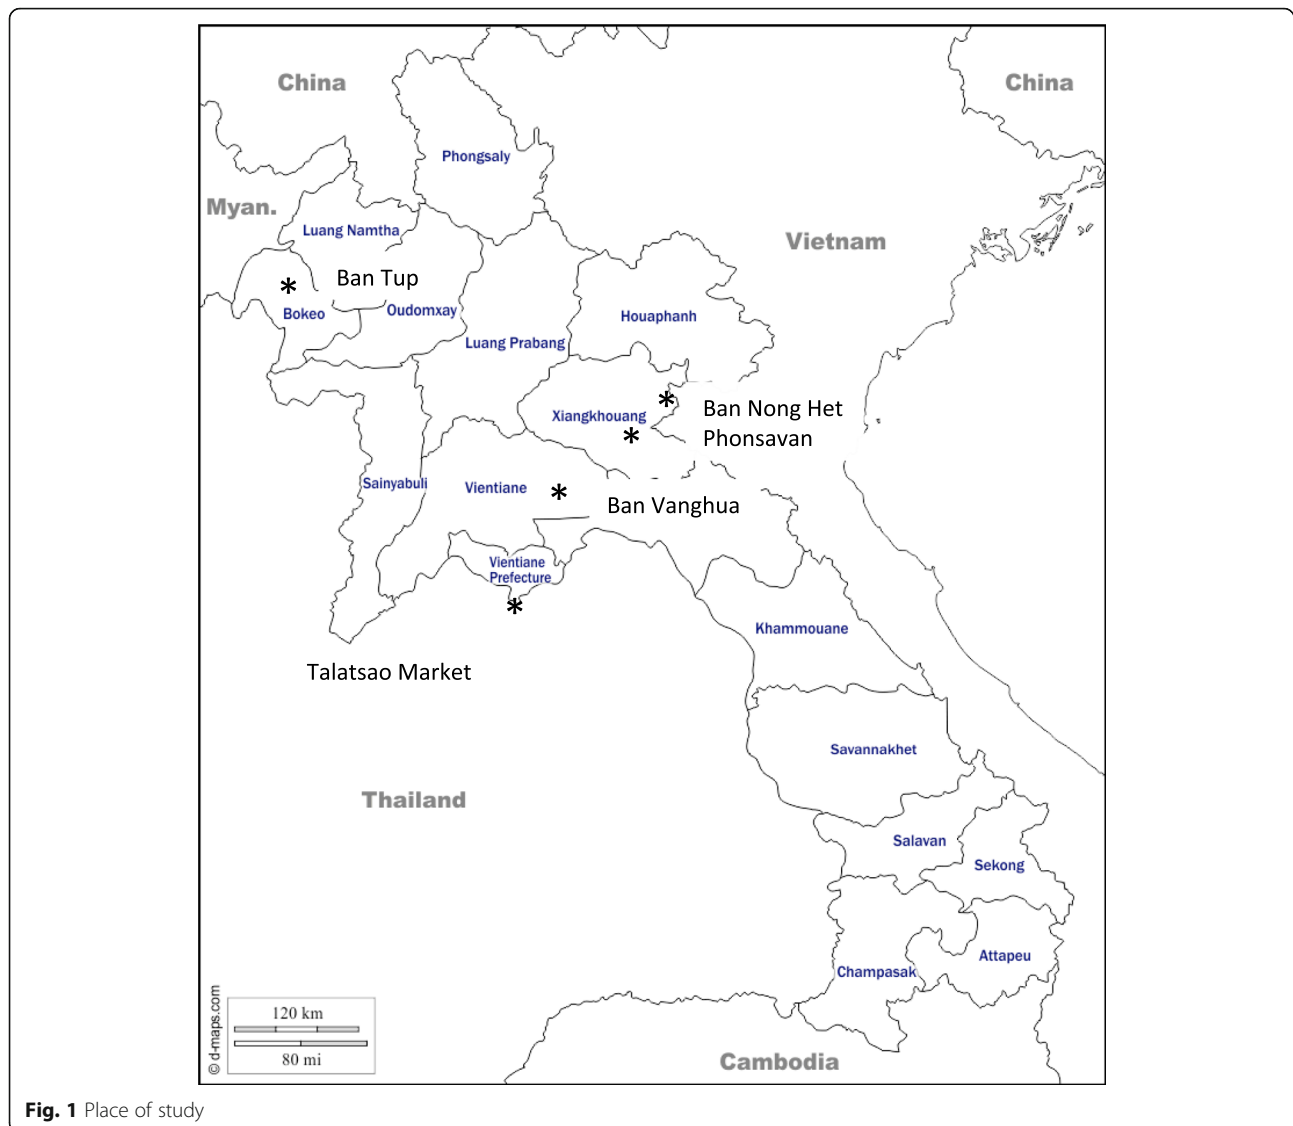 China
China
Phongsaly
Myan.
Luang Namtha
Vietnam
Ban Tup
*
Bokeo
Oudomxay
Houaphanh
Luang Prabang
*
Ban Nong Het
Xiangkhouang
Phonsavan
*
Sainyabuli
Vientiane
*
Ban Vanghua
Vientiane
Prefecture
*
Khammouane
Talatsao Market
Savannakhet
Thailand
Salavan
Sekong
Attapeu
Champasak
© d-maps.com
120 km
80 mi
Cambodia
Fig. 1 Place of study